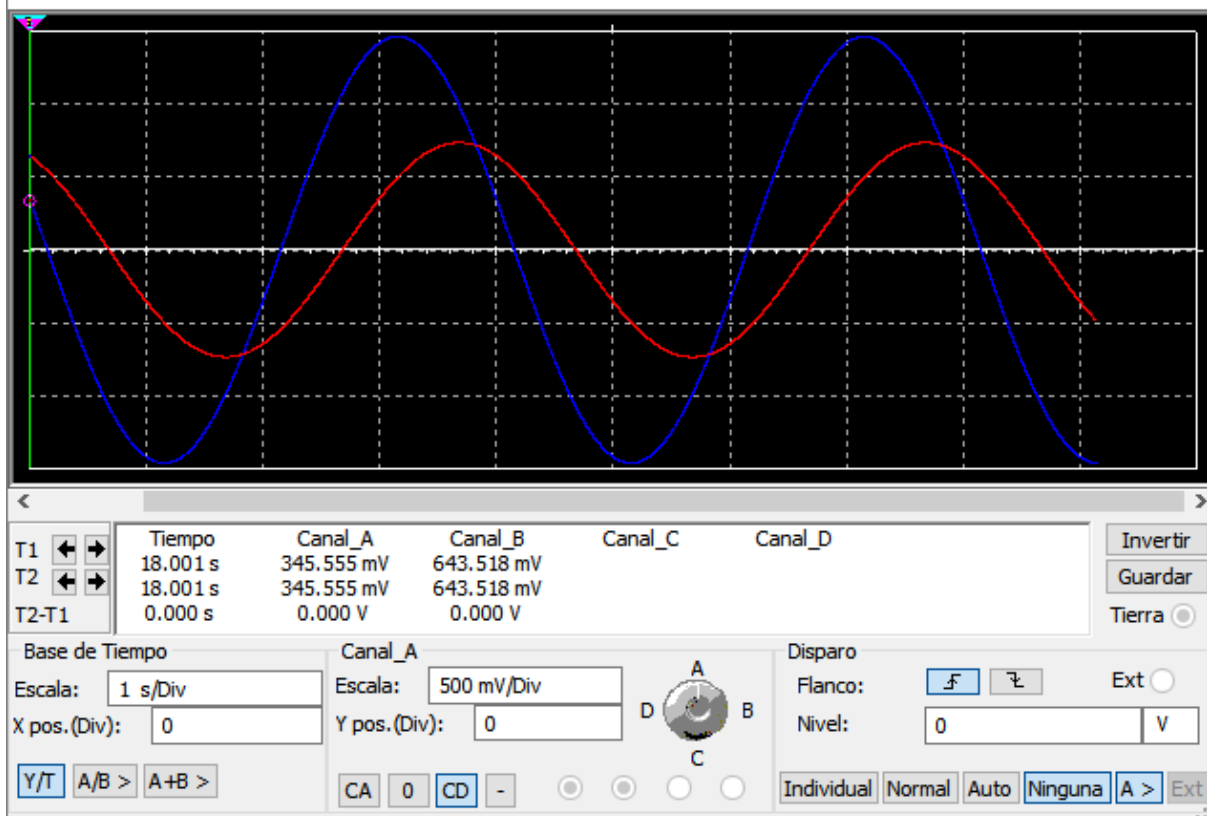 Tiempo Canal_A Canal_B Canal_C Canal_D
T1 18.001 s 345.555 mV 643.518 mV
T2 18.001 s 345.555 mV 643.518 mV
T2-T1 0.000 s 0.000 V 0.000 V
Invertir
Guardar
Tierra
Base de Tiempo
Escala: 1 s/Div
X pos.(Div): 0
Y/T A/B > A+B >
Canal_A
Escala: 500 mV/Div
Y pos.(Div): 0
CA 0 CD -
A
D B
C
Disparo
Flanco: Ext
Nivel: 0 V
Individual Normal Auto Ninguna A > Ext